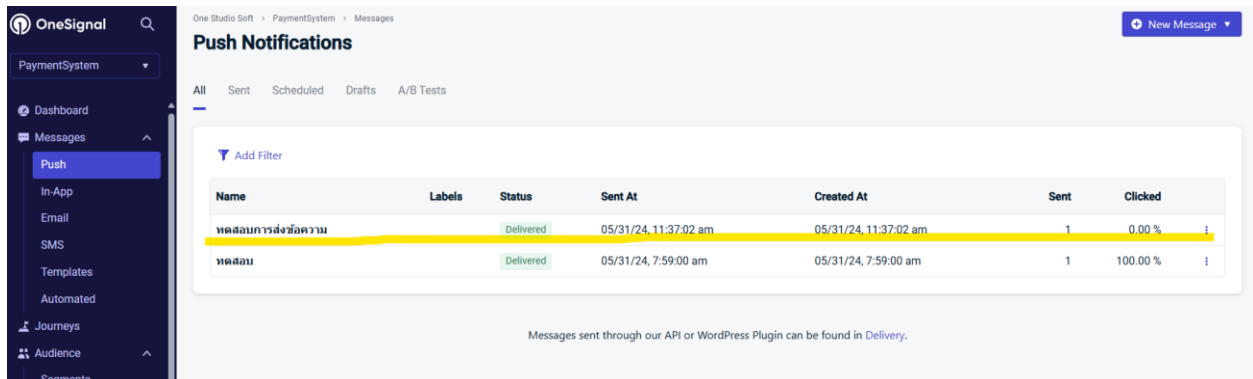 OneSignal
One Studio Soft > PaymentSystem > Messages
New Message
Push Notifications
PaymentSystem
All Sent Scheduled Drafts A/B Tests
Dashboard
Messages
Push
In-App
Email
SMS
Templates
Automated
Journeys
Audience
Segments
Add Filter
Name Labels Status Sent At Created At Sent Clicked
ทดสอบการส่งข้อความ Delivered 05/31/24, 11:37:02 am 05/31/24, 11:37:02 am 1 0.00 %
ทดสอบ Delivered 05/31/24, 7:59:00 am 05/31/24, 7:59:00 am 1 100.00 %
Messages sent through our API or WordPress Plugin can be found in Delivery.